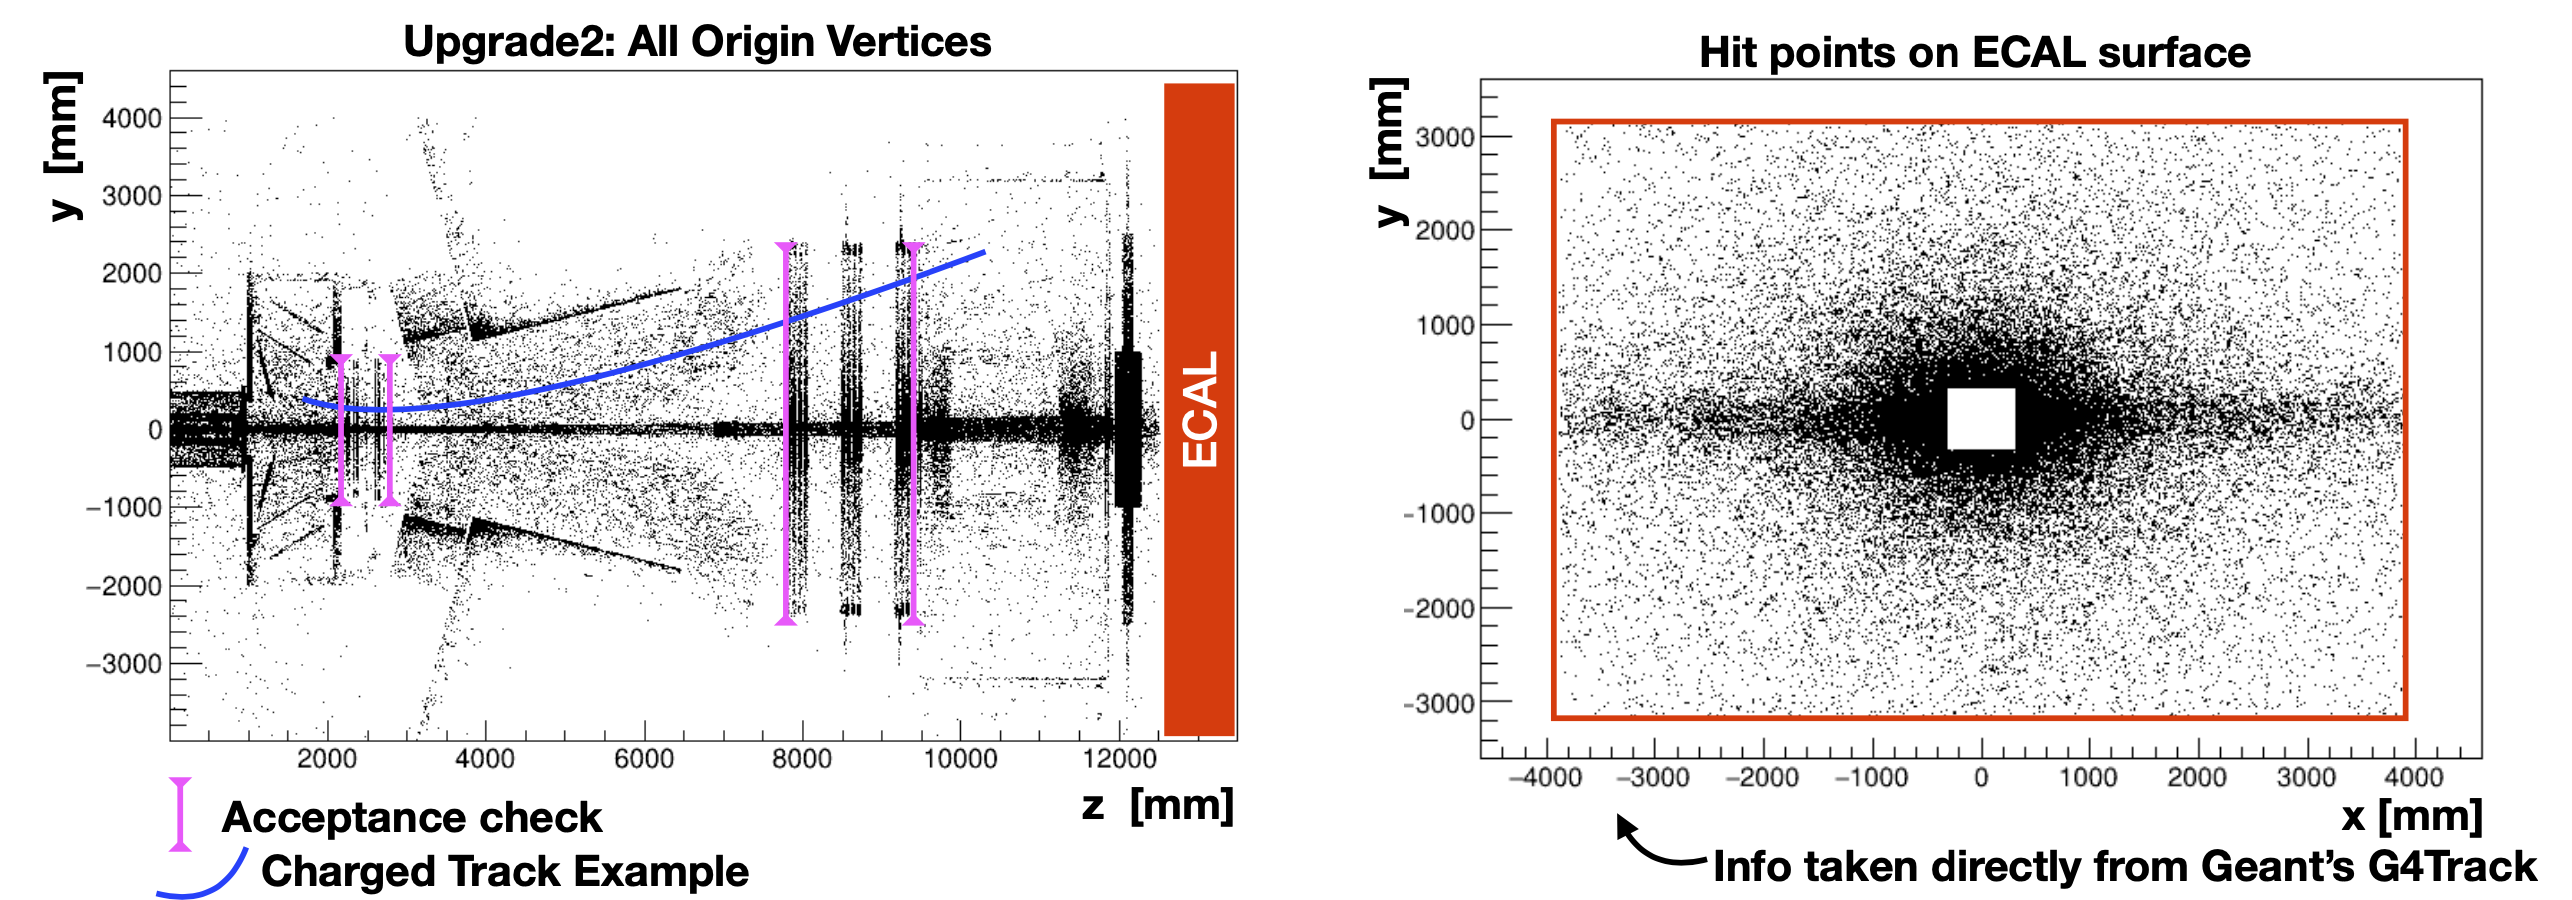 Upgrade2: All Origin Vertices
y [mm]
4000
3000
2000
1000
0
−1000
−2000
−3000
2000 4000 6000 8000 10000 12000
z [mm]
ECAL
Acceptance check
Charged Track Example
Hit points on ECAL surface
y [mm]
3000
2000
1000
0
−1000
−2000
−3000
−4000 −3000 −2000 −1000 0 1000 2000 3000 4000
x [mm]
Info taken directly from Geant's G4Track